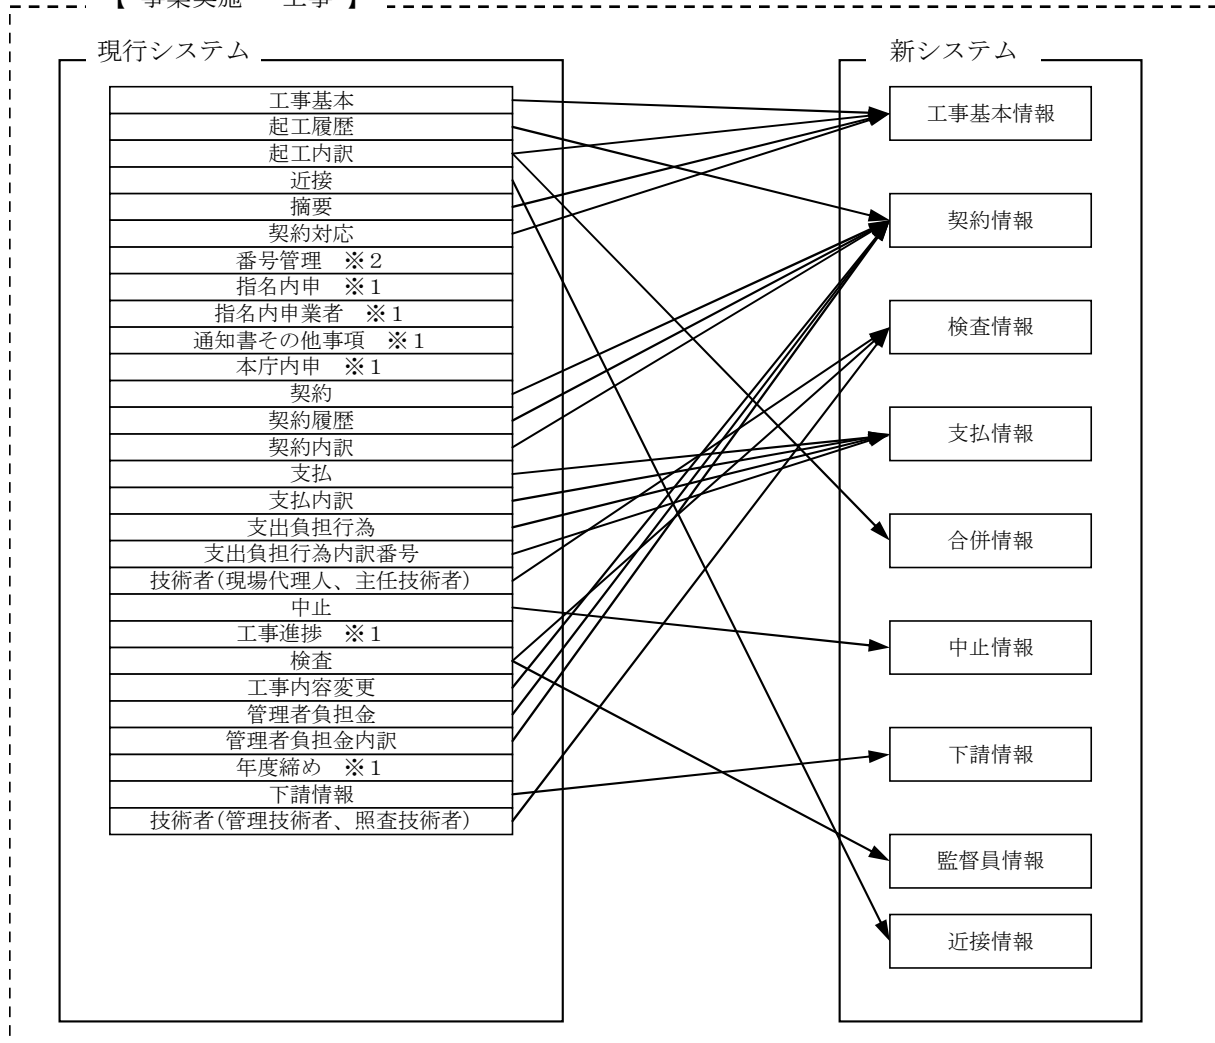 【 事業実施 ― 工事 】
現行システム
工事基本
起工履歴
起工内訳
近接
摘要
契約対応
番号管理　※２
指名内申　※１
指名内申業者　※１
通知書その他事項　※１
本庁内申　※１
契約
契約履歴
契約内訳
支払
支払内訳
支出負担行為
支出負担行為内訳番号
技術者(現場代理人、主任技術者)
中止
工事進捗　※１
検査
工事内容変更
管理者負担金
管理者負担金内訳
年度締め　※１
下請情報
技術者(管理技術者、照査技術者)
新システム
工事基本情報
契約情報
検査情報
支払情報
合併情報
中止情報
下請情報
監督員情報
近接情報